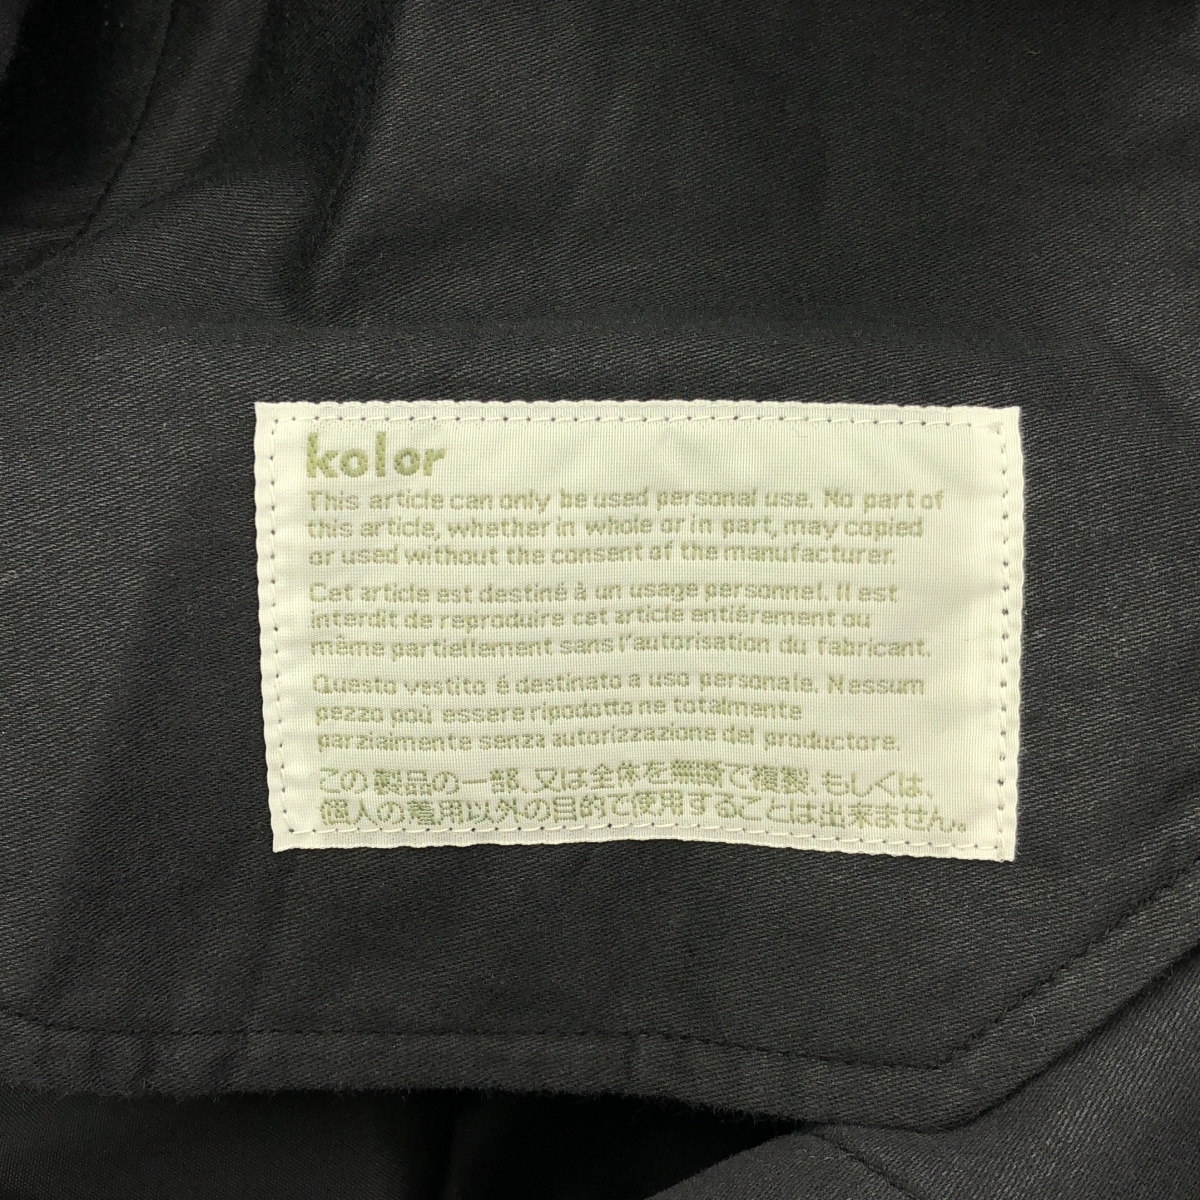 kolor
This article can only be used personal use. No part of
this article, whether in whole or in part, may copied
or used without the consent of the manufacturer.
Cet article est destiné à un usage personnel. Il est
interdit de reproduire cet article entiérement ou
même partiellement sans l'autorisation du fabricant.
Questo vestito é destinato a uso personale. Nessum
pezzo poù essere ripodotto ne totalmente
parziaimente senza autorizzazione del productore.
この製品の一部、又は全体を無断で複製、もしくは、
個人の着用以外の目的で使用することは出来ません。